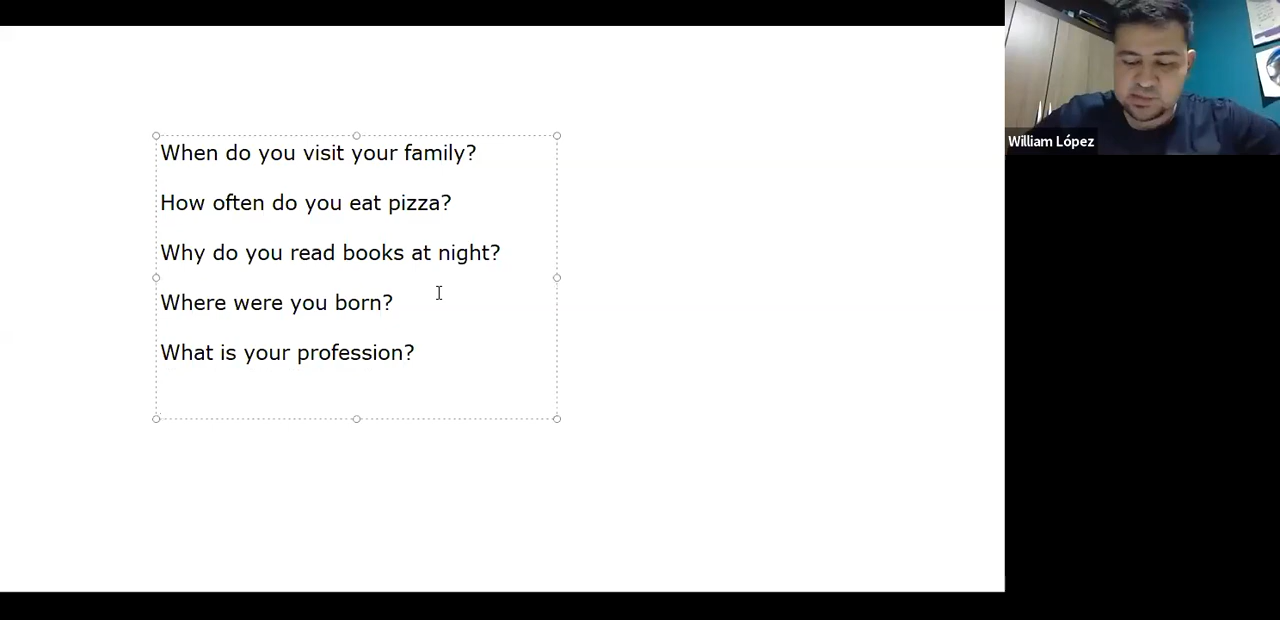 When do you visit your family?
How often do you eat pizza?
Why do you read books at night?
Where were you born?
What is your profession?
William López